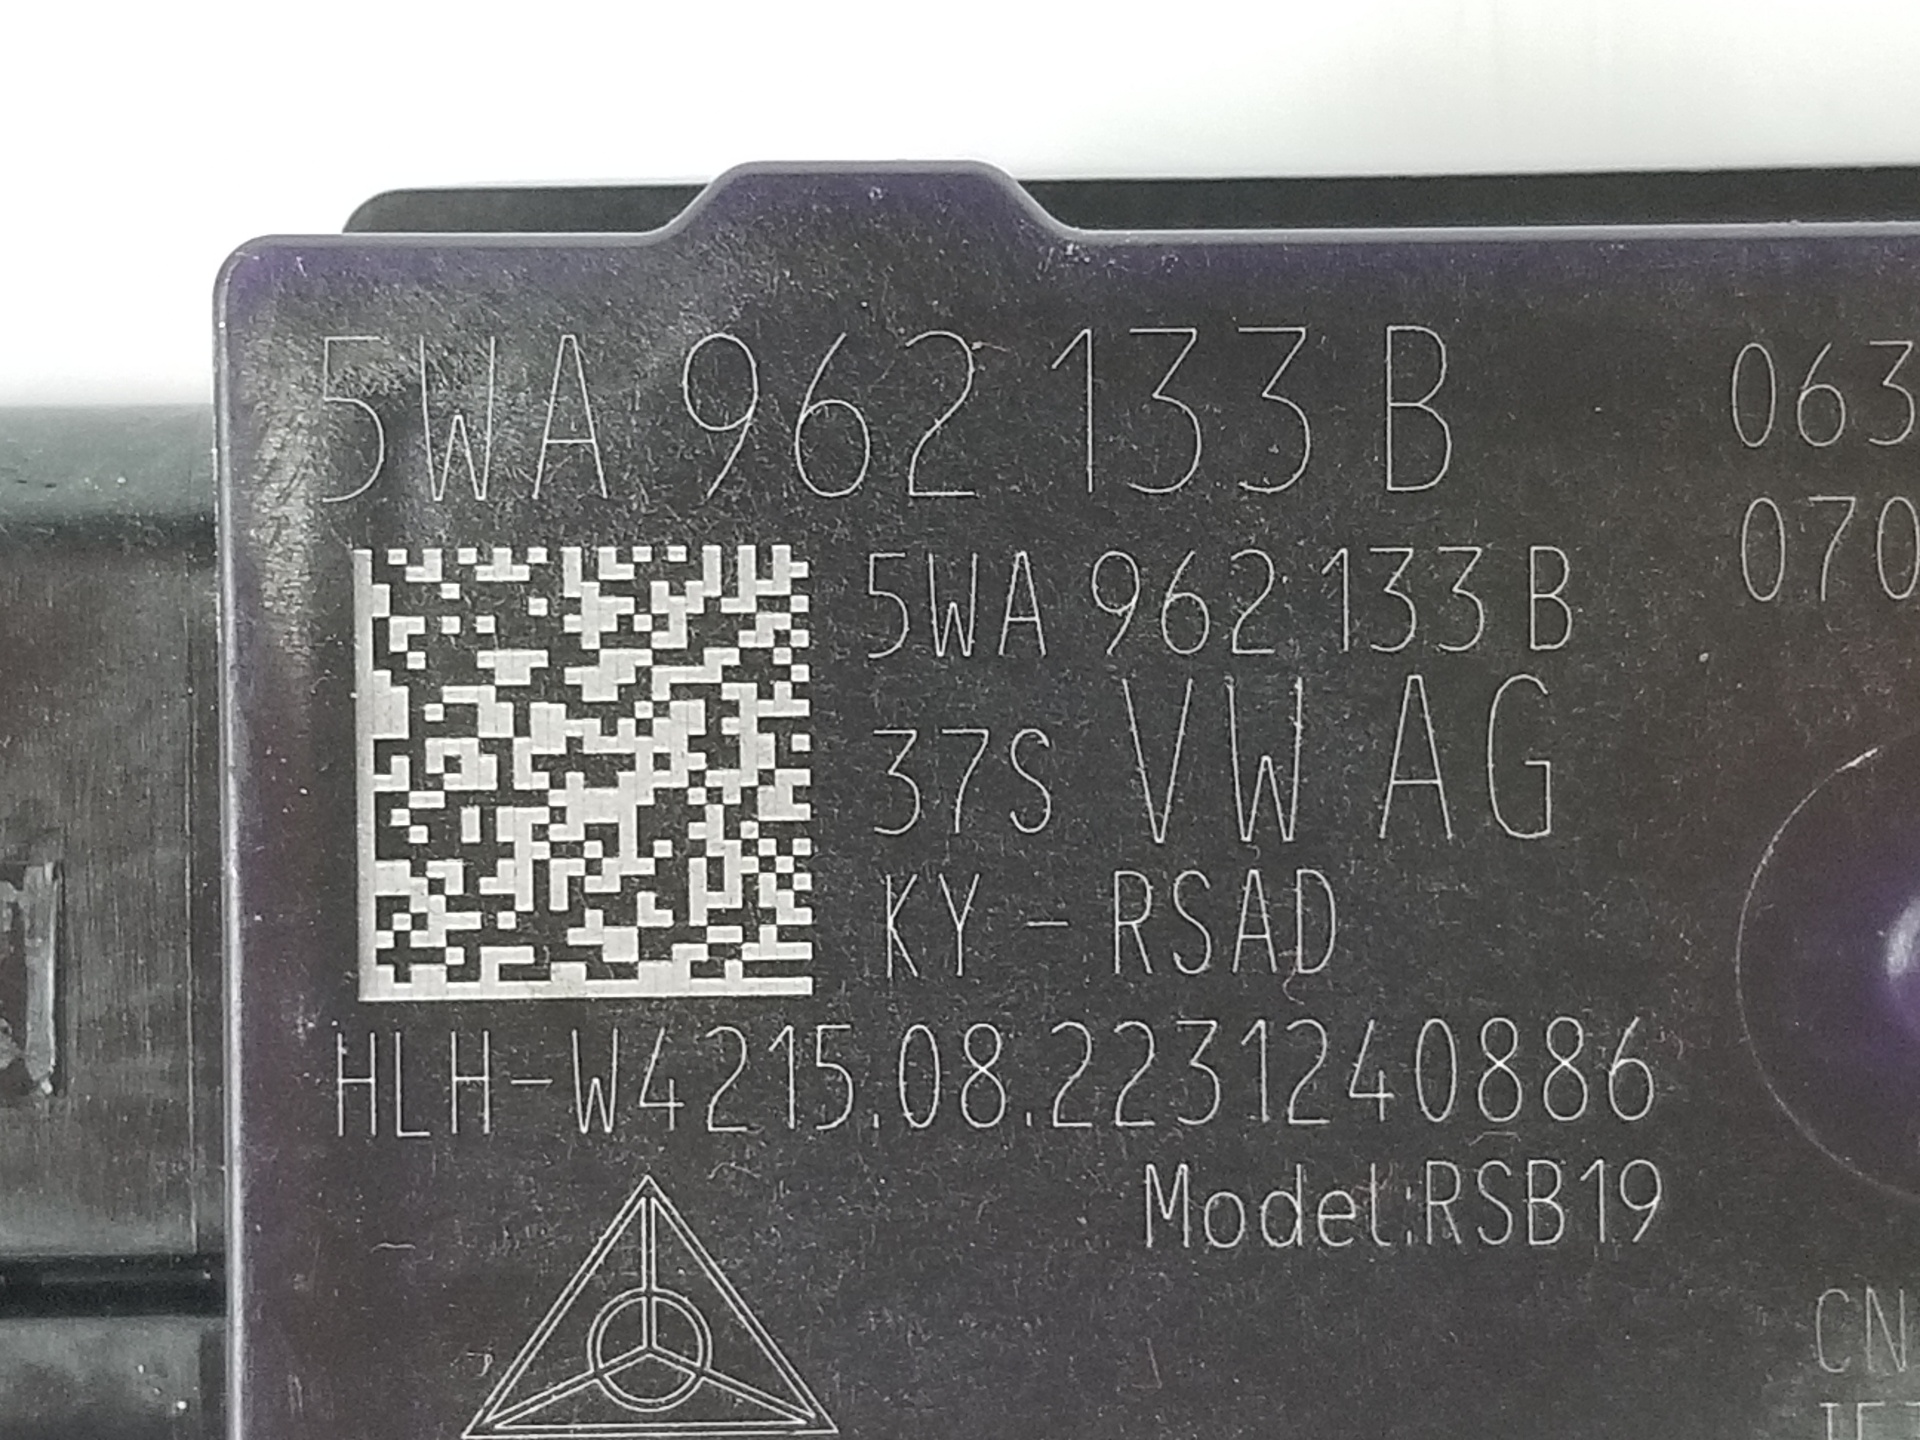 5WA 962 133 B
063
070
5WA 962 133 B
37S VW AG
KY - RSAD
HLH-W4215.08.2231240886
Model:RSB19
CN